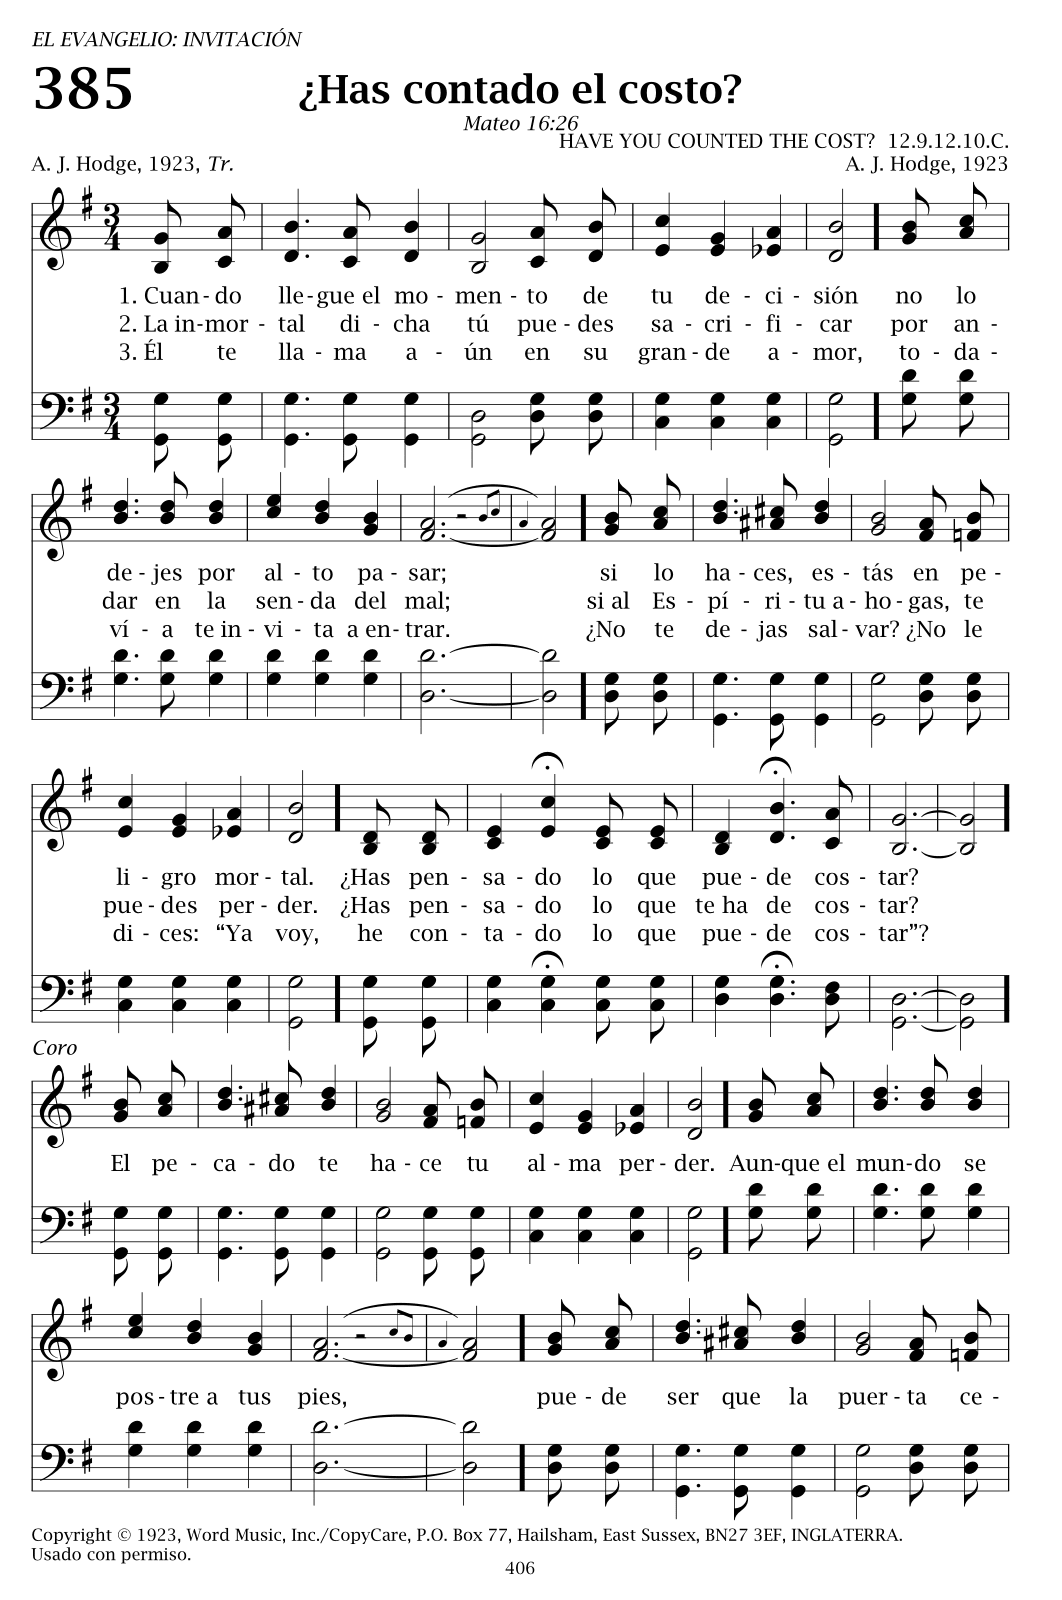 EL EVANGELIO: INVITACIÓN
385
¿Has contado el costo?
Mateo 16:26
HAVE YOU COUNTED THE COST? 12.9.12.10.C.
A. J. Hodge, 1923, Tr.
A. J. Hodge, 1923
3
4
1. Cuan - do lle - gue el mo - men - to de tu de - ci - sión no lo
2. La in - mor - tal di - cha tú pue - des sa - cri - fi - car por an -
3. Él te lla - ma a - ún en su gran - de a - mor, to - da -
3
4
de - jes por al - to pa - sar; si lo ha - ces, es - tás en pe -
dar en la sen - da del mal; si al Es - pí - ri - tu a - ho - gas, te
ví - a te in - vi - ta a en - trar. ¿No te de - jas sal - var? ¿No le
li - gro mor - tal. ¿Has pen - sa - do lo que pue - de cos - tar?
pue - des per - der. ¿Has pen - sa - do lo que te ha de cos - tar?
di - ces: “Ya voy, he con - ta - do lo que pue - de cos - tar”?
Coro
El pe - ca - do te ha - ce tu al - ma per - der. Aun - que el mun - do se
pos - tre a tus pies, pue - de ser que la puer - ta ce -
Copyright © 1923, Word Music, Inc./CopyCare, P.O. Box 77, Hailsham, East Sussex, BN27 3EF, INGLATERRA.
Usado con permiso.
406